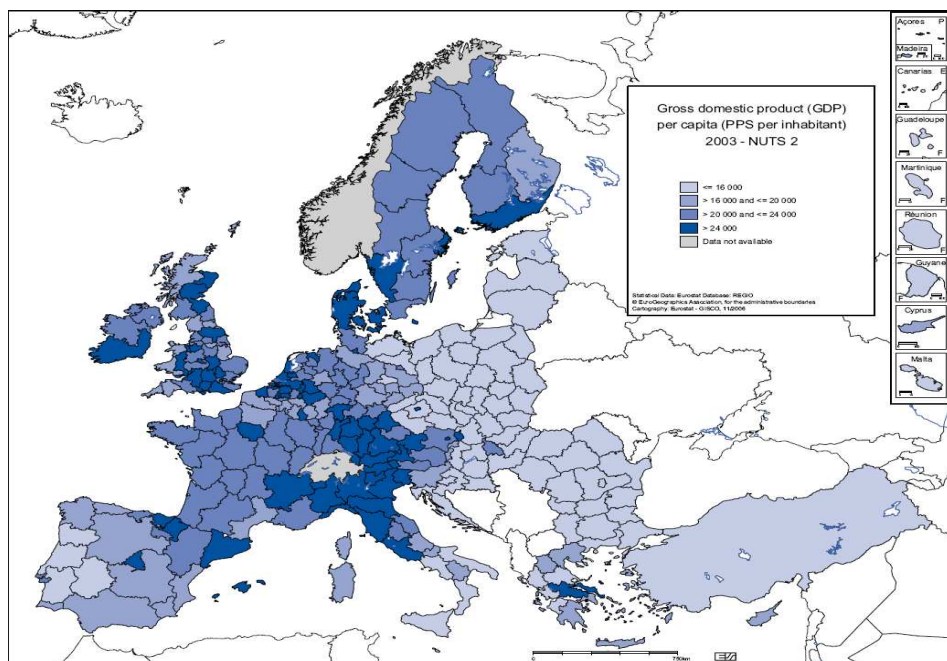 Gross domestic product (GDP)
per capita (PPS per inhabitant)
2003 - NUTS 2
<= 16 000
> 16 000 and <= 20 000
> 20 000 and <= 24 000
> 24 000
Data not available
Statistical Data: Eurostat Database: REGIO
© EuroGeographics Association, for the administrative boundaries
Cartography: Eurostat - GISCO, 11/2006
Açores P
Madeira
Canarias E
Guadeloupe
F
Martinique
F
Réunion
F
Guyane
F
Cyprus
Malta
0 750km